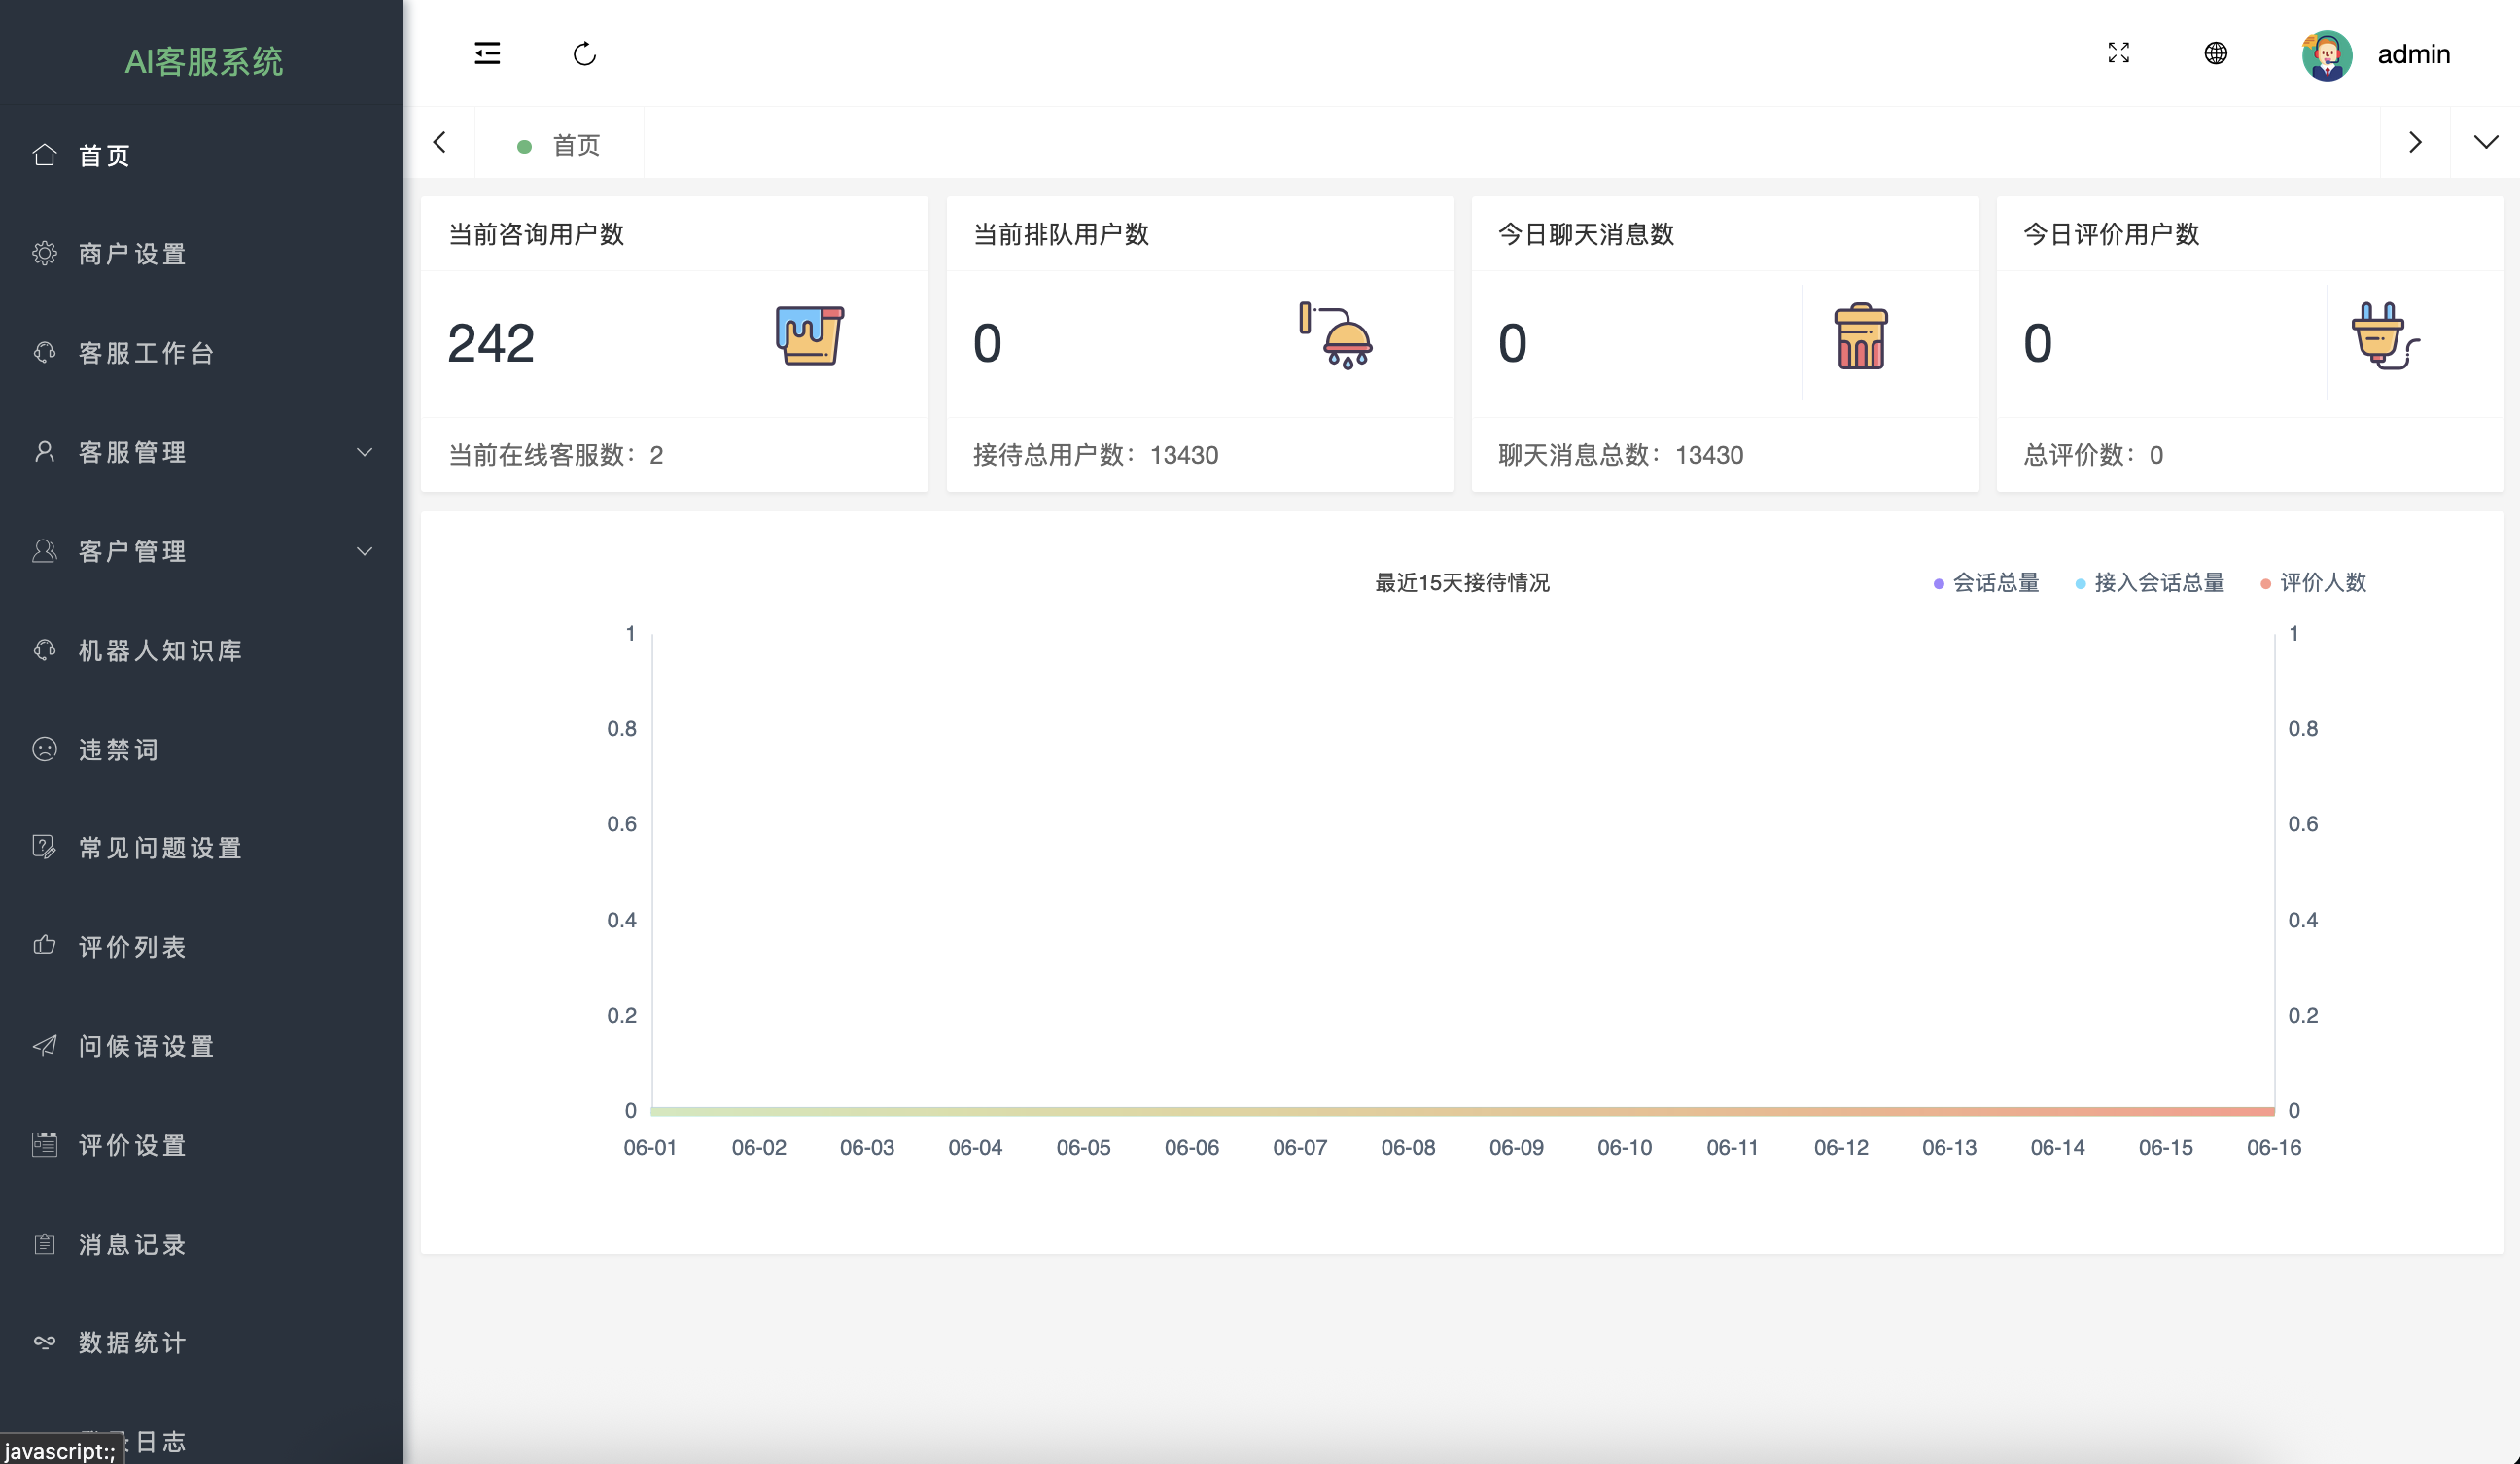 AI客服系统
首页
商户设置
客服工作台
客服管理
客户管理
机器人知识库
违禁词
常见问题设置
评价列表
问候语设置
评价设置
消息记录
数据统计
日志
javascript:;
admin
首页
当前咨询用户数
242
当前在线客服数：2
当前排队用户数
0
接待总用户数：13430
今日聊天消息数
0
聊天消息总数：13430
今日评价用户数
0
总评价数：0
最近15天接待情况
会话总量 接入会话总量 评价人数
1 1
0.8 0.8
0.6 0.6
0.4 0.4
0.2 0.2
0 0
06-01 06-02 06-03 06-04 06-05 06-06 06-07 06-08 06-09 06-10 06-11 06-12 06-13 06-14 06-15 06-16